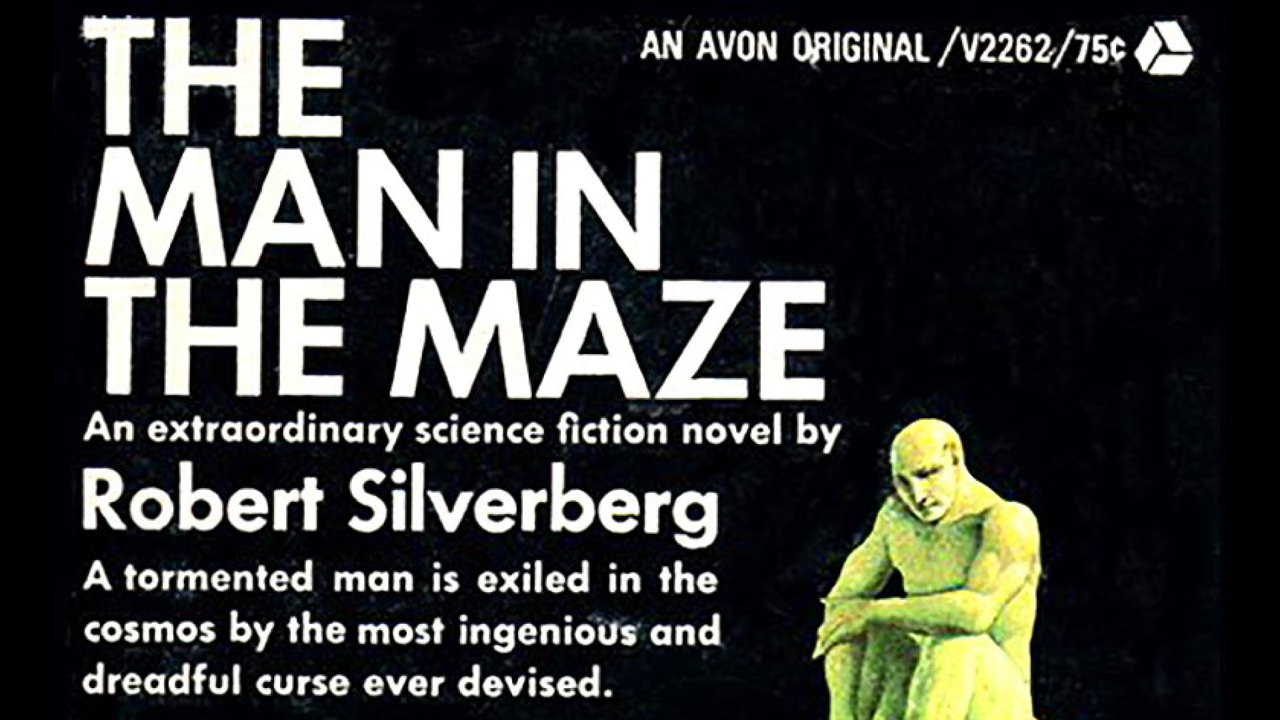 THE
MAN IN
THE MAZE
AN AVON ORIGINAL /V2262/75¢
An extraordinary science fiction novel by
Robert Silverberg
A tormented man is exiled in the
cosmos by the most ingenious and
dreadful curse ever devised.